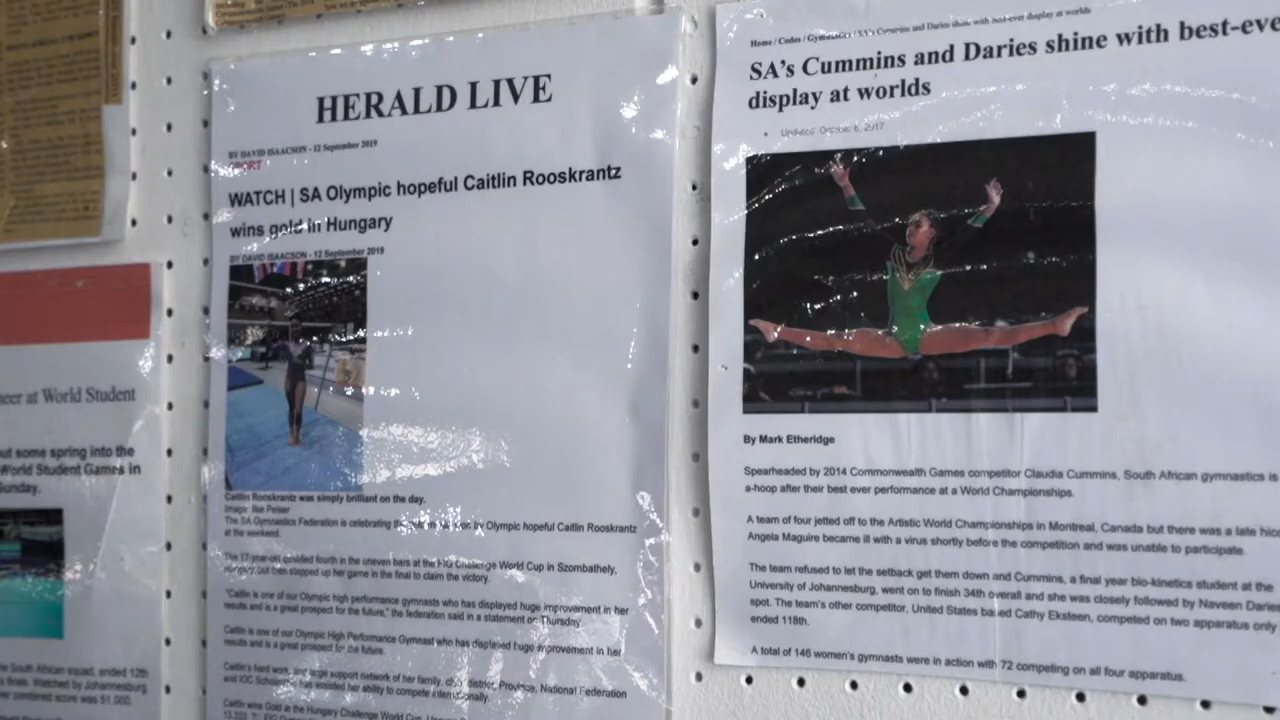 neer at World Student
out some spring into the
World Student Games in
Sunday.
South African squad, ended 12th
finals. Watched by Johannesburg
combined score was 51.000.
HERALD LIVE
BY DAVID ISAACSON - 12 September 2019
SPORT
WATCH | SA Olympic hopeful Caitlin Rooskrantz
wins gold in Hungary
BY DAVID ISAACSON - 12 September 2019
Caitlin Rooskrantz was simply brilliant on the day.
Image: Ilse Pelser
The SA Gymnastics Federation is celebrating the by Olympic hopeful Caitlin Rooskrantz
at the weekend.
The 17-year-old qualified fourth in the uneven bars at the FIG Challenge World Cup in Szombathely,
Hungary, but then stepped up her game in the final to claim the victory.
"Caitlin is one of our Olympic high performance gymnasts who has displayed huge improvement in her
results and is a great prospect for the future," the federation said in a statement on Thursday.
Caitlin is one of our Olympic High Performance Gymnast who has displayed huge improvement in her
results and is a great prospect for the future.
Caitlin's hard work, and large support network of her family, club, district, Province, National Federation
and IOC Scholarship has assisted her ability to compete internationally.
Caitlin wins Gold at the Hungary Challenge World Cup,
Home / Codes / Gymnastics / SA's Cummins and Daries shine with best-ever display at worlds
SA's Cummins and Daries shine with best-eve
display at worlds
• Updated: October 6, 2017
By Mark Etheridge
Spearheaded by 2014 Commonwealth Games competitor Claudia Cummins, South African gymnastics is
a-hoop after their best ever performance at a World Championships.
A team of four jetted off to the Artistic World Championships in Montreal, Canada but there was a late hicc
Angela Maguire became ill with a virus shortly before the competition and was unable to participate.
The team refused to let the setback get them down and Cummins, a final year bio-kinetics student at the
University of Johannesburg, went on to finish 34th overall and she was closely followed by Naveen Daries
spot. The team's other competitor, United States based Cathy Eksteen, competed on two apparatus only
ended 118th.
A total of 146 women's gymnasts were in action with 72 competing on all four apparatus.